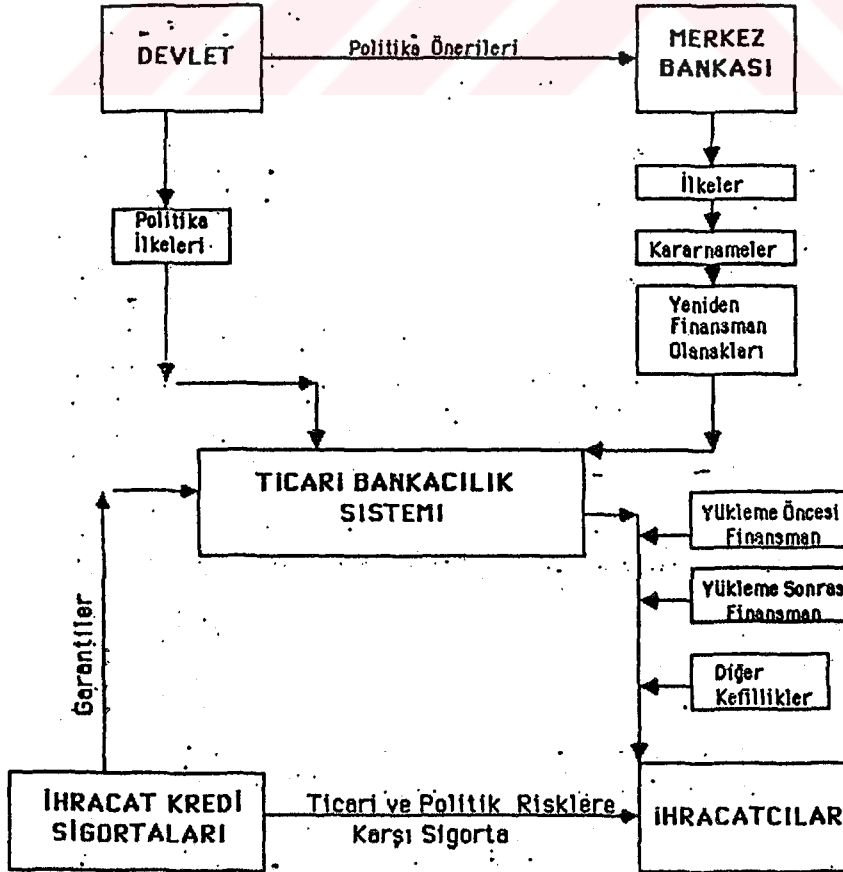 DEVLET
Politika Önerileri
MERKEZ
BANKASI
İlkeler
Politika
İlkeleri
Kararnameler
Yeniden
Finansman
Olanakları
TICARI BANKACILIK
SISTEMI
Yükleme Öncesi
Finansman
Yükleme Sonrası
Finansman
Diğer
Kefillikler
Garantiler
İHRACAT KREDİ
SİGORTALARI
Ticari ve Politik Risklere
Karşı Sigorta
İHRACATCILAR